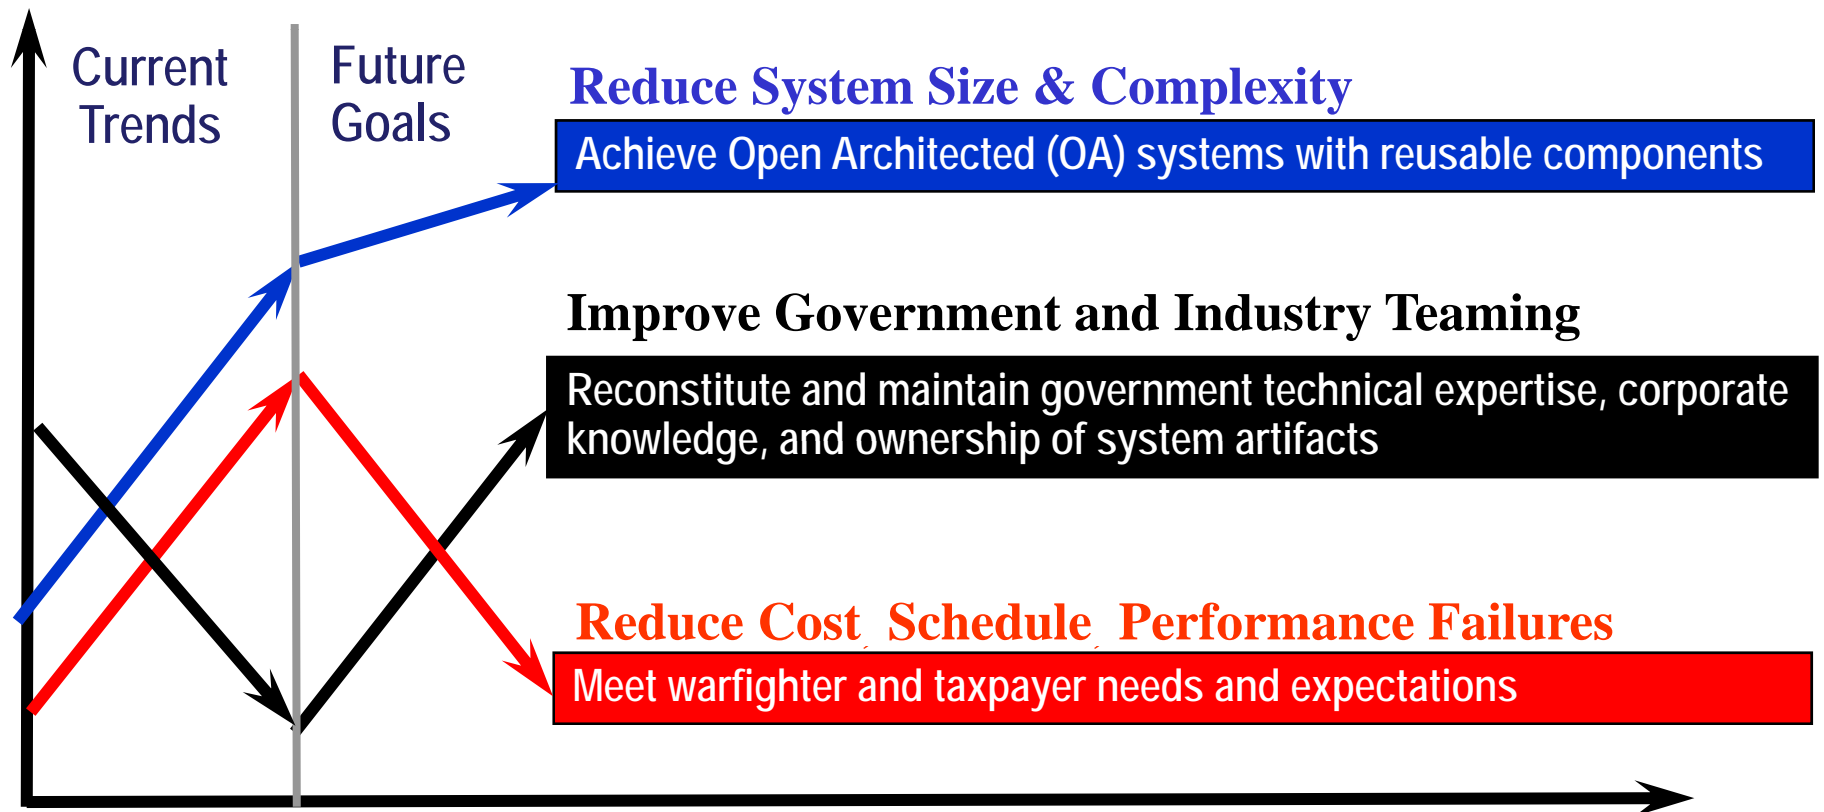 Current
Trends
Future
Goals
Reduce System Size & Complexity
Achieve Open Architected (OA) systems with reusable components
Improve Government and Industry Teaming
Reconstitute and maintain government technical expertise, corporate
knowledge, and ownership of system artifacts
Reduce Cost, Schedule, Performance Failures
Meet warfighter and taxpayer needs and expectations